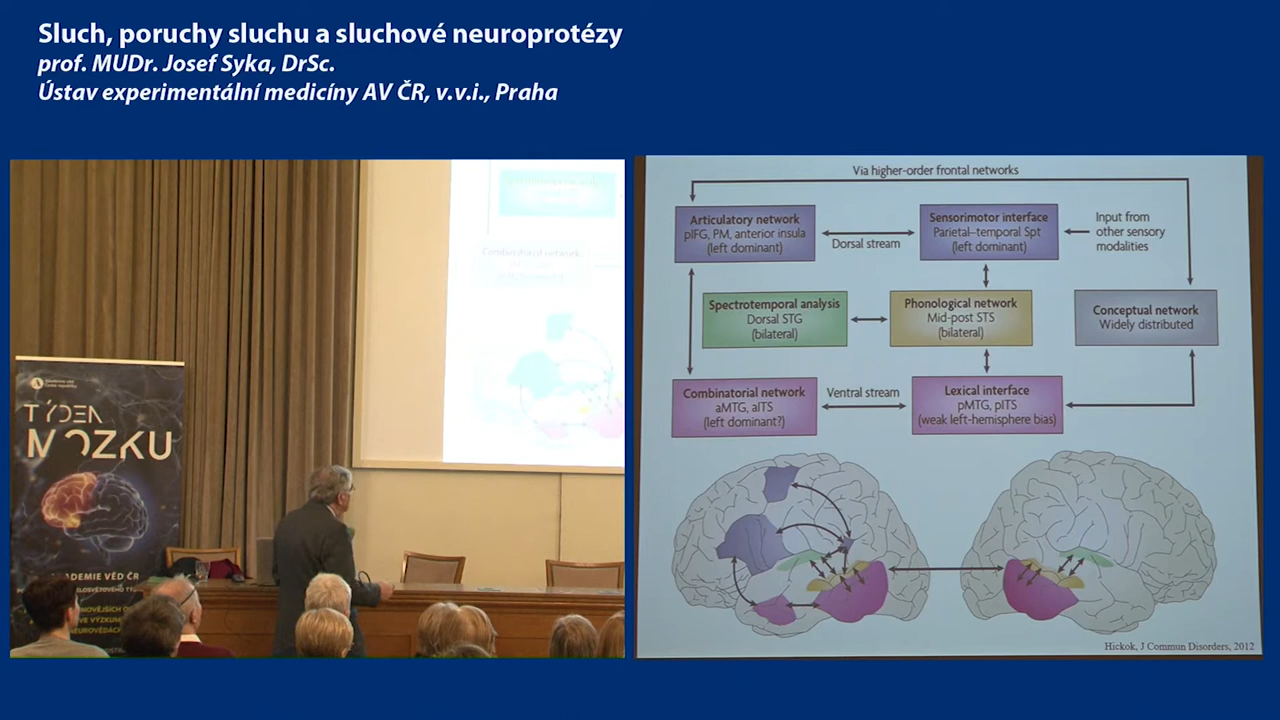 Sluch, poruchy sluchu a sluchové neuroprotézy
prof. MUDr. Josef Syka, DrSc.
Ústav experimentální medicíny AV ČR, v.v.i., Praha
TÝDEN
MOZKU
AKADEMIE VĚD ČR
Via higher-order frontal networks
Articulatory network
pIFG, PM, anterior insula
(left dominant)
Dorsal stream
Sensorimotor interface
Parietal–temporal Spt
(left dominant)
Input from
other sensory
modalities
Spectrotemporal analysis
Dorsal STG
(bilateral)
Phonological network
Mid-post STS
(bilateral)
Conceptual network
Widely distributed
Combinatorial network
aMTG, aITS
(left dominant?)
Ventral stream
Lexical interface
pMTG, pITS
(weak left-hemisphere bias)
Hickok, J Commun Disorders, 2012